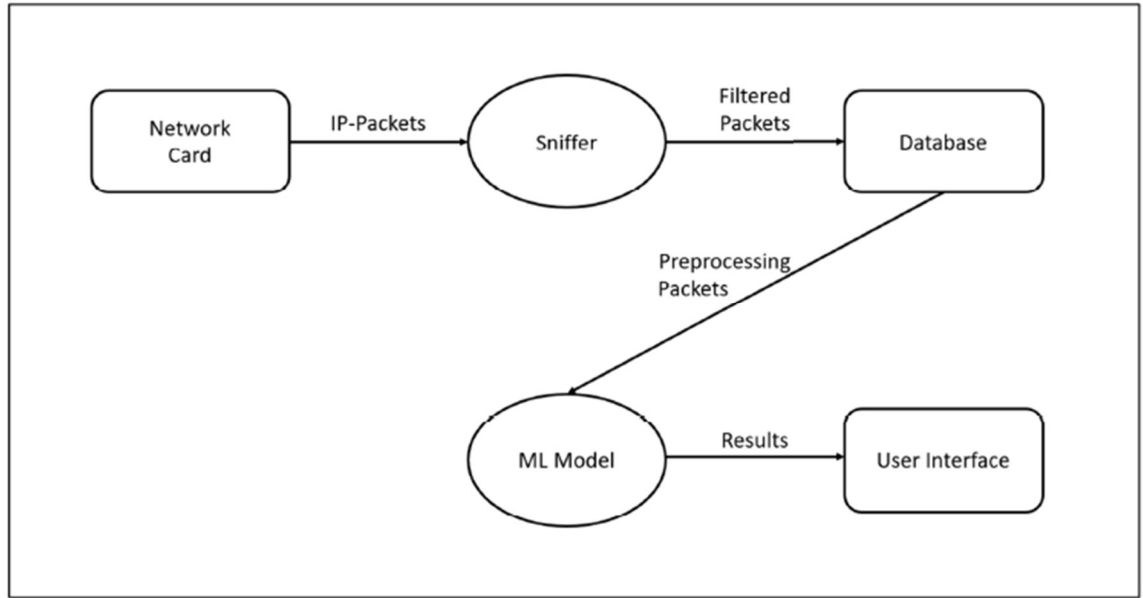 Network
Card
IP-Packets
Sniffer
Filtered
Packets
Database
Preprocessing
Packets
ML Model
Results
User Interface